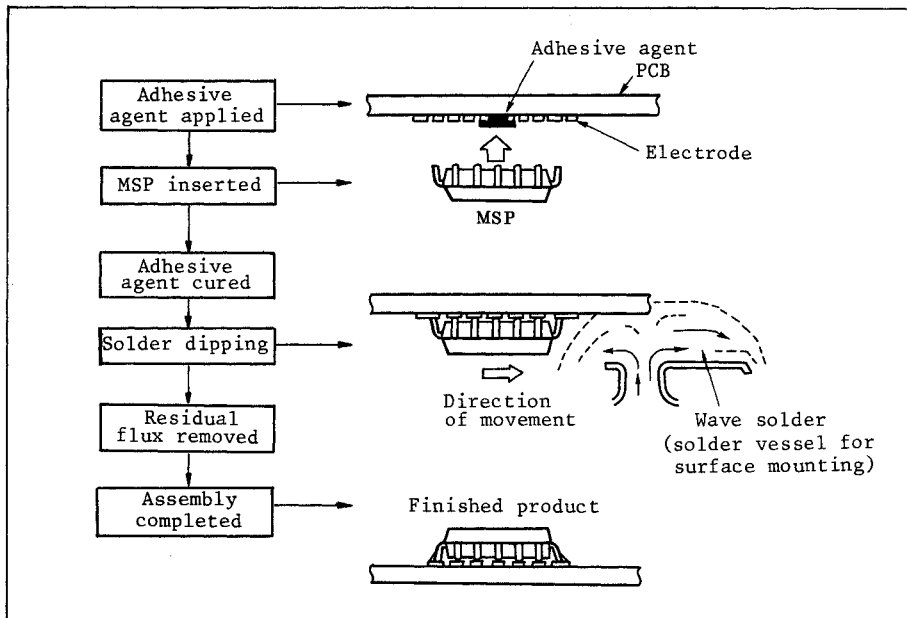 Adhesive agent
PCB
Adhesive
agent applied
Electrode
MSP inserted
MSP
Adhesive
agent cured
Solder dipping
Direction
of movement
Wave solder
(solder vessel for
surface mounting)
Residual
flux removed
Assembly
completed
Finished product